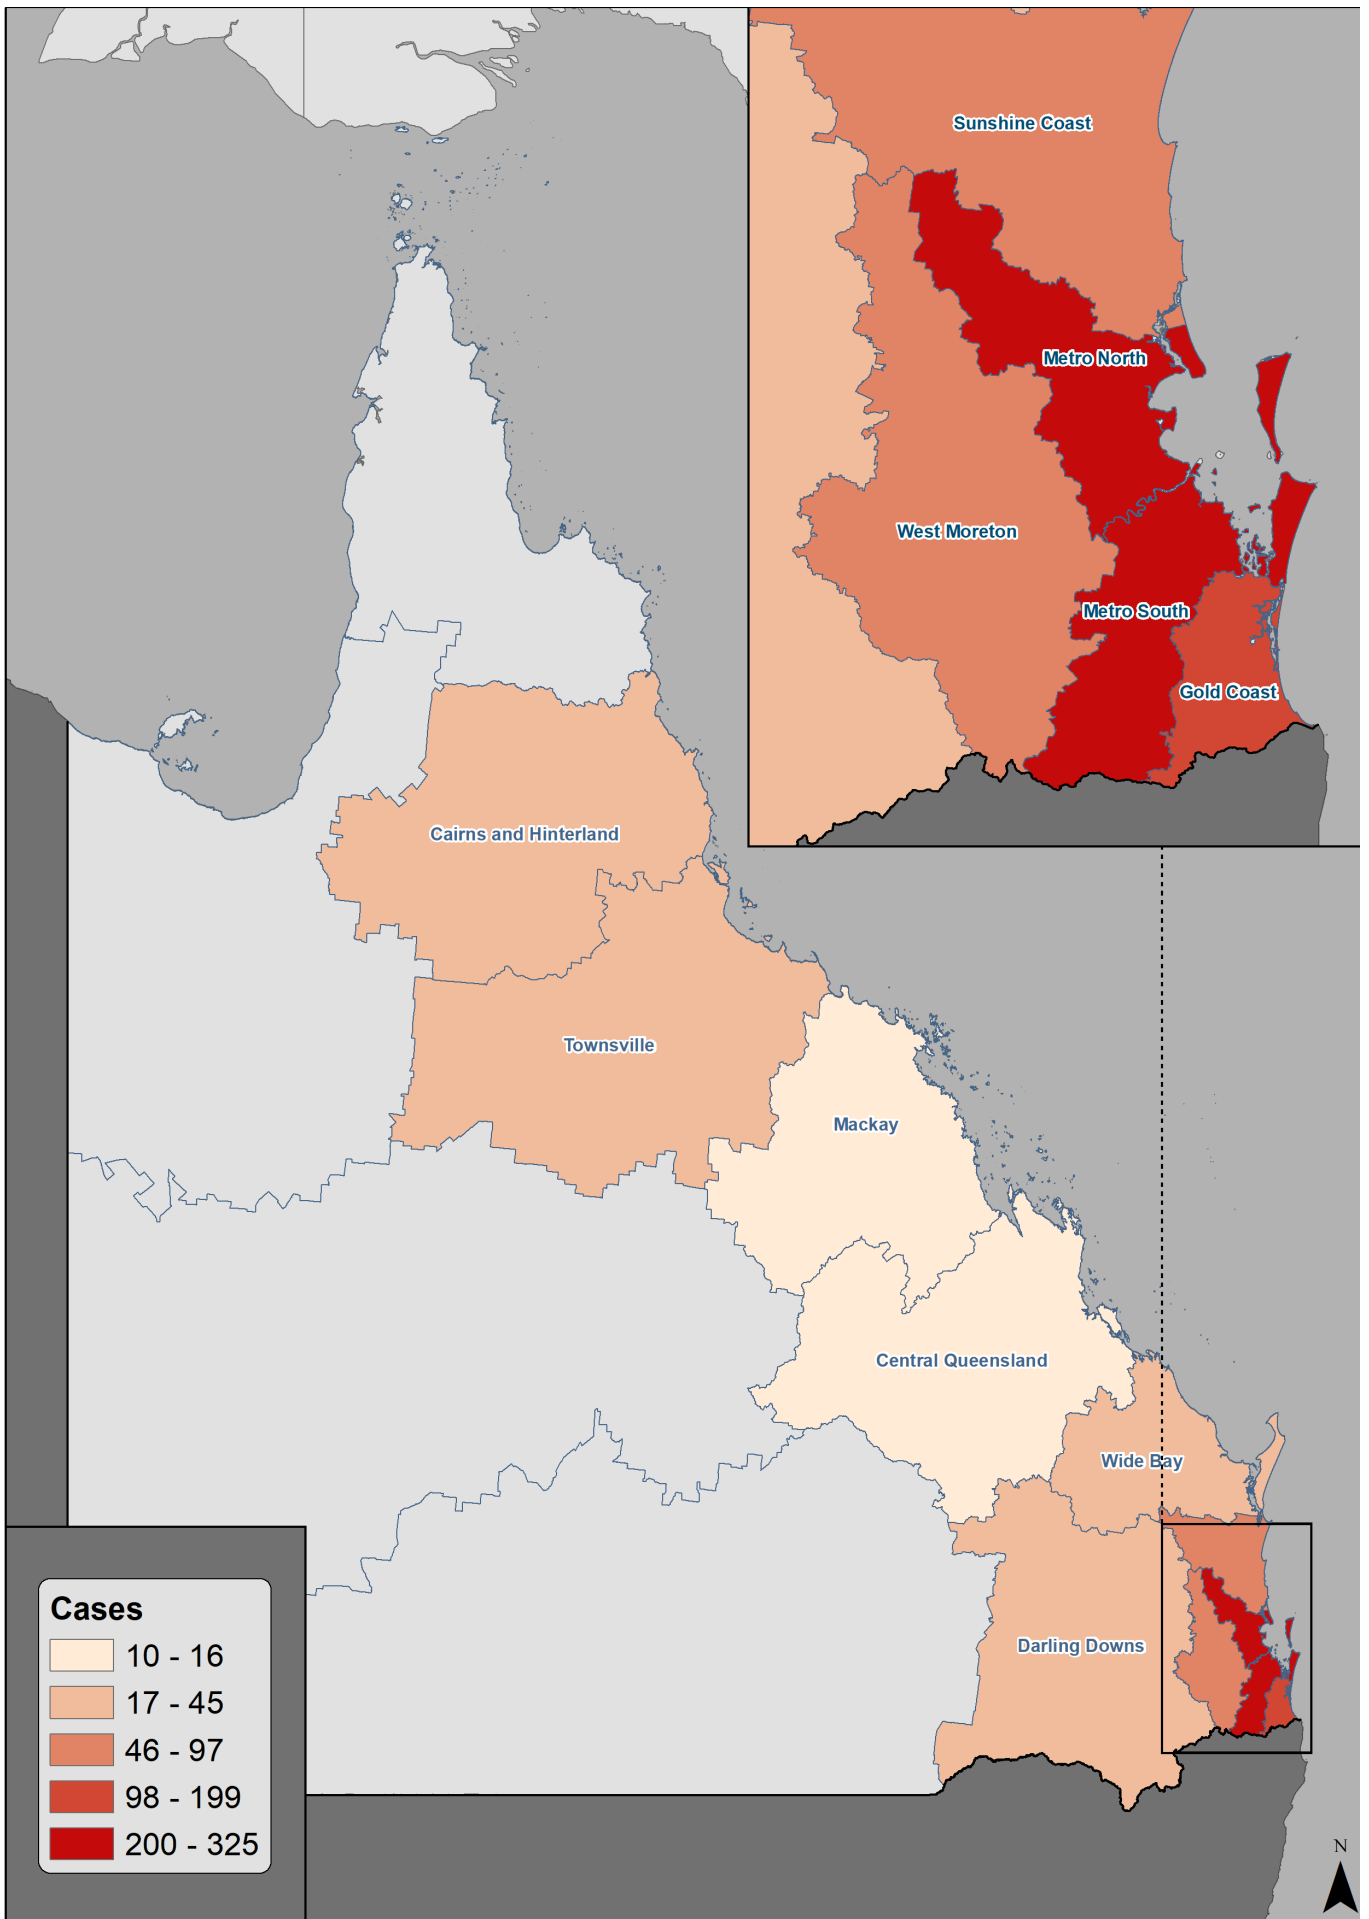 Sunshine Coast
Metro North
West Moreton
Metro South
Gold Coast
Cairns and Hinterland
Townsville
Mackay
Central Queensland
Wide Bay
Darling Downs
Cases
10 - 16
17 - 45
46 - 97
98 - 199
200 - 325
N